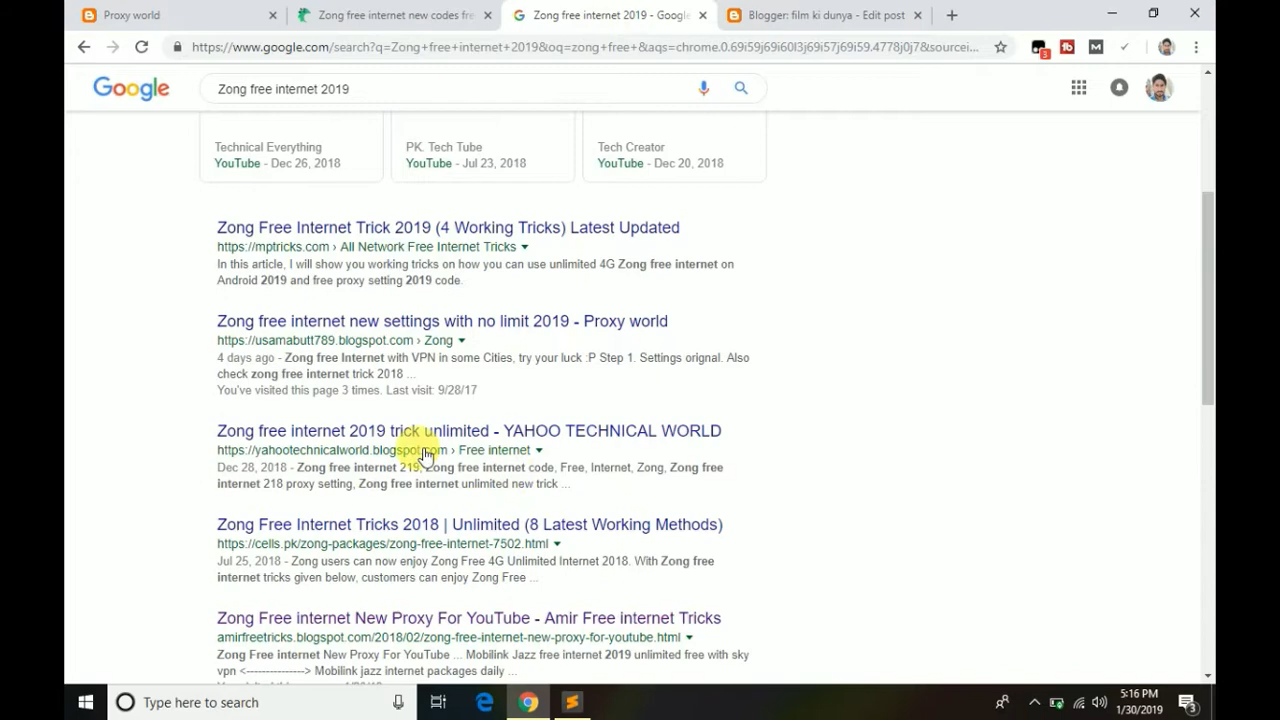 Proxy world
Zong free internet new codes fr
Zong free internet 2019 - Google
Blogger: film ki dunya - Edit post
https://www.google.com/search?q=Zong+free+internet+2019&oq=zong+free+&aqs=chrome.0.69i59j69i60l3j69i57j69i59.4778j0j7&sourcei...
3
Google
Zong free internet 2019
Technical Everything
YouTube - Dec 26, 2018
PK. Tech Tube
YouTube - Jul 23, 2018
Tech Creator
YouTube - Dec 20, 2018
Zong Free Internet Trick 2019 (4 Working Tricks) Latest Updated
https://mptricks.com › All Network Free Internet Tricks
In this article, I will show you working tricks on how you can use unlimited 4G Zong free internet on
Android 2019 and free proxy setting 2019 code.
Zong free internet new settings with no limit 2019 - Proxy world
https://usamabutt789.blogspot.com › Zong
4 days ago - Zong free Internet with VPN in some Cities, try your luck :P Step 1. Settings orignal. Also
check zong free internet trick 2018 ...
You've visited this page 3 times. Last visit: 9/28/17
Zong free internet 2019 trick unlimited - YAHOO TECHNICAL WORLD
https://yahootechnicalworld.blogspot.com › Free internet
Dec 28, 2018 - Zong free internet 219, Zong free internet code, Free, Internet, Zong, Zong free
internet 218 proxy setting, Zong free internet unlimited new trick ...
Zong Free Internet Tricks 2018 | Unlimited (8 Latest Working Methods)
https://cells.pk/zong-packages/zong-free-internet-7502.html
Jul 25, 2018 - Zong users can now enjoy Zong Free 4G Unlimited Internet 2018. With Zong free
internet tricks given below, customers can enjoy Zong Free ...
Zong Free internet New Proxy For YouTube - Amir Free internet Tricks
amirfreetricks.blogspot.com/2018/02/zong-free-internet-new-proxy-for-youtube.html
Zong Free internet New Proxy For YouTube ... Mobilink Jazz free internet 2019 unlimited free with sky
vpn <--------------> Mobilink jazz internet packages daily ...
Type here to search
5:16 PM
1/30/2019
3